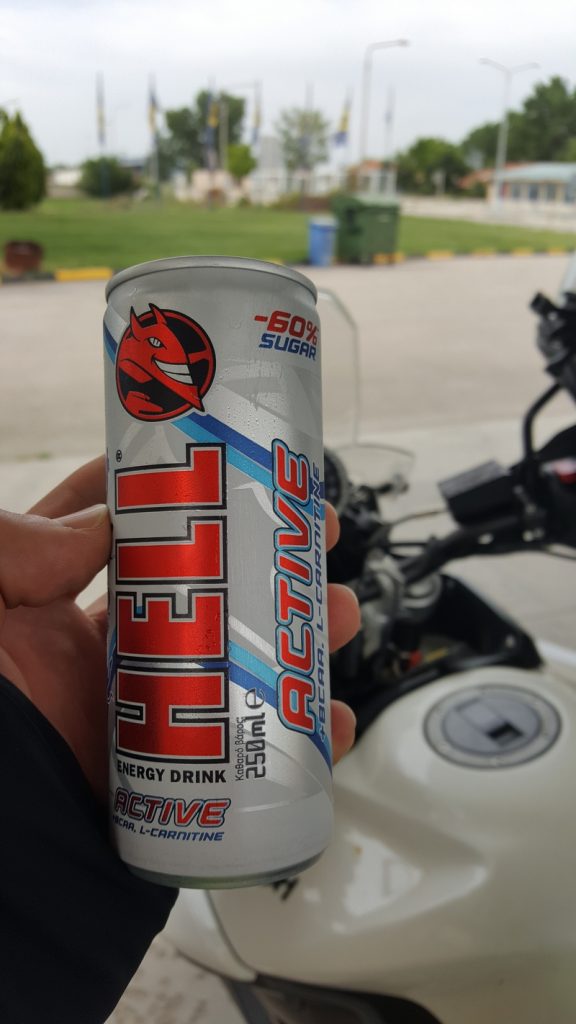 -60%
SUGAR
HELL
®
ENERGY DRINK
ACTIVE
+BCAA, L-CARNITINE
Καθαρό βάρος
250ml e
ACTIVE
+BCAA, L-CARNITINE